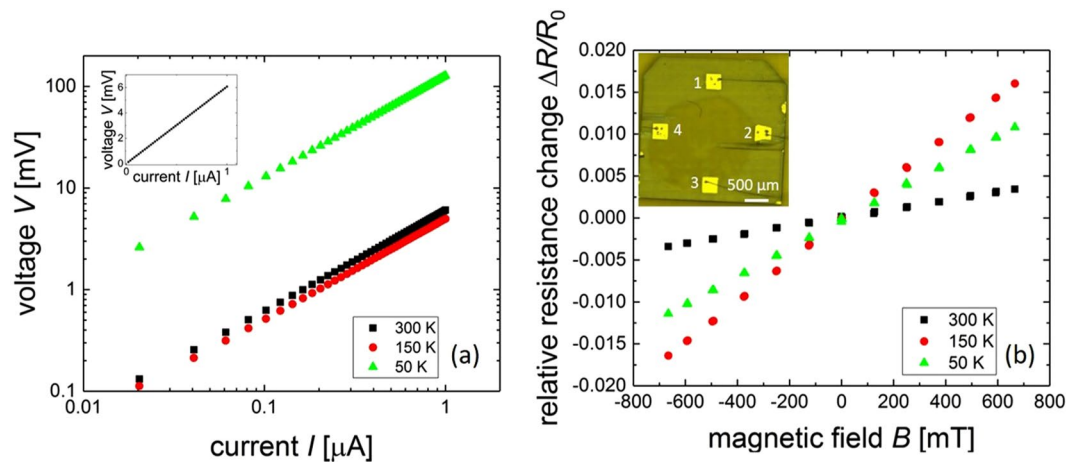 100
10
1
0.1
0.01
0.1
1
voltage V [mV]
current I [µA]
6
4
2
0
0
1
voltage V [mV]
current I [µA]
300 K
150 K
50 K
(a)
0.020
0.015
0.010
0.005
0.000
-0.005
-0.010
-0.015
-0.020
-800 -600 -400 -200 0 200 400 600 800
relative resistance change ΔR/R0
magnetic field B [mT]
1
4
2
3
500 µm
300 K
150 K
50 K
(b)